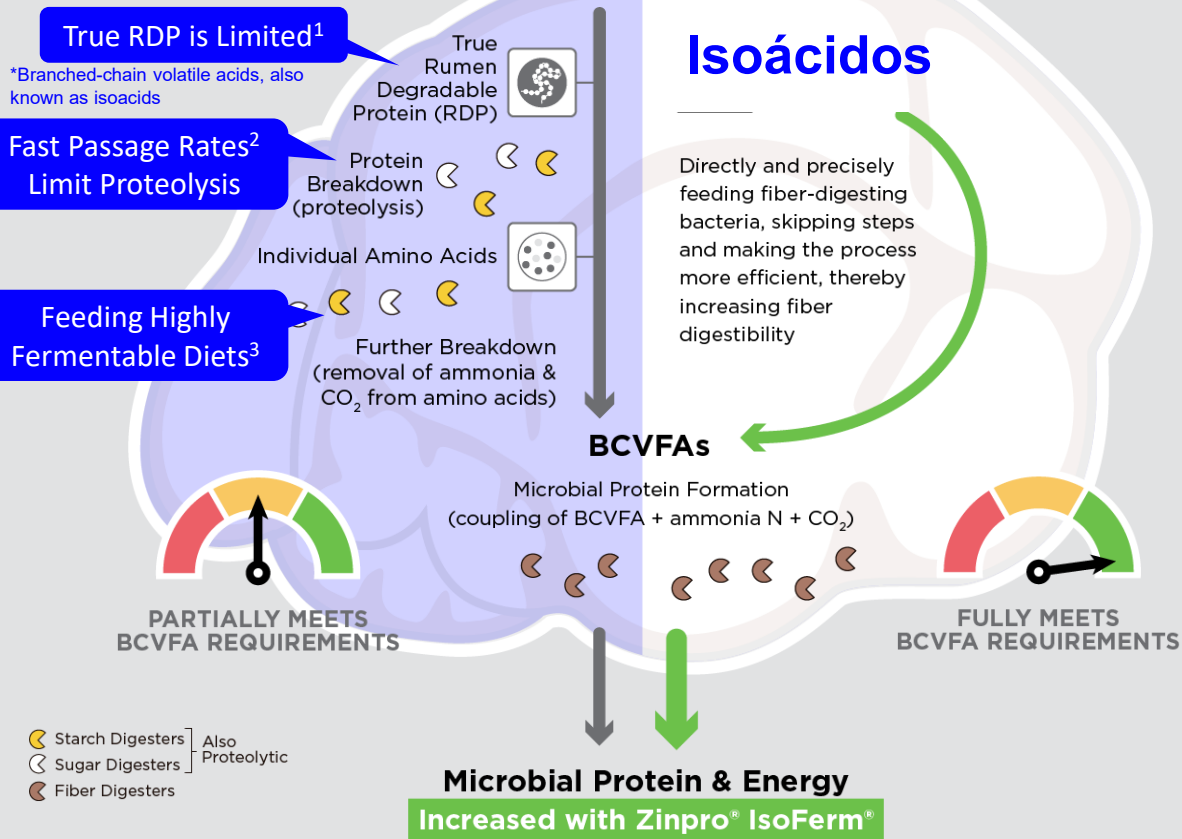 True RDP is Limited¹
*Branched-chain volatile acids, also
known as isoacids
Fast Passage Rates²
Limit Proteolysis
Feeding Highly
Fermentable Diets³
True
Rumen
Degradable
Protein (RDP)
Protein
Breakdown
(proteolysis)
Individual Amino Acids
Further Breakdown
(removal of ammonia &
CO₂ from amino acids)
Isoácidos
Directly and precisely
feeding fiber-digesting
bacteria, skipping steps
and making the process
more efficient, thereby
increasing fiber
digestibility
BCVFAs
Microbial Protein Formation
(coupling of BCVFA + ammonia N + CO₂)
PARTIALLY MEETS
BCVFA REQUIREMENTS
FULLY MEETS
BCVFA REQUIREMENTS
Starch Digesters
Sugar Digesters
Also
Proteolytic
Fiber Digesters
Microbial Protein & Energy
Increased with Zinpro® IsoFerm®